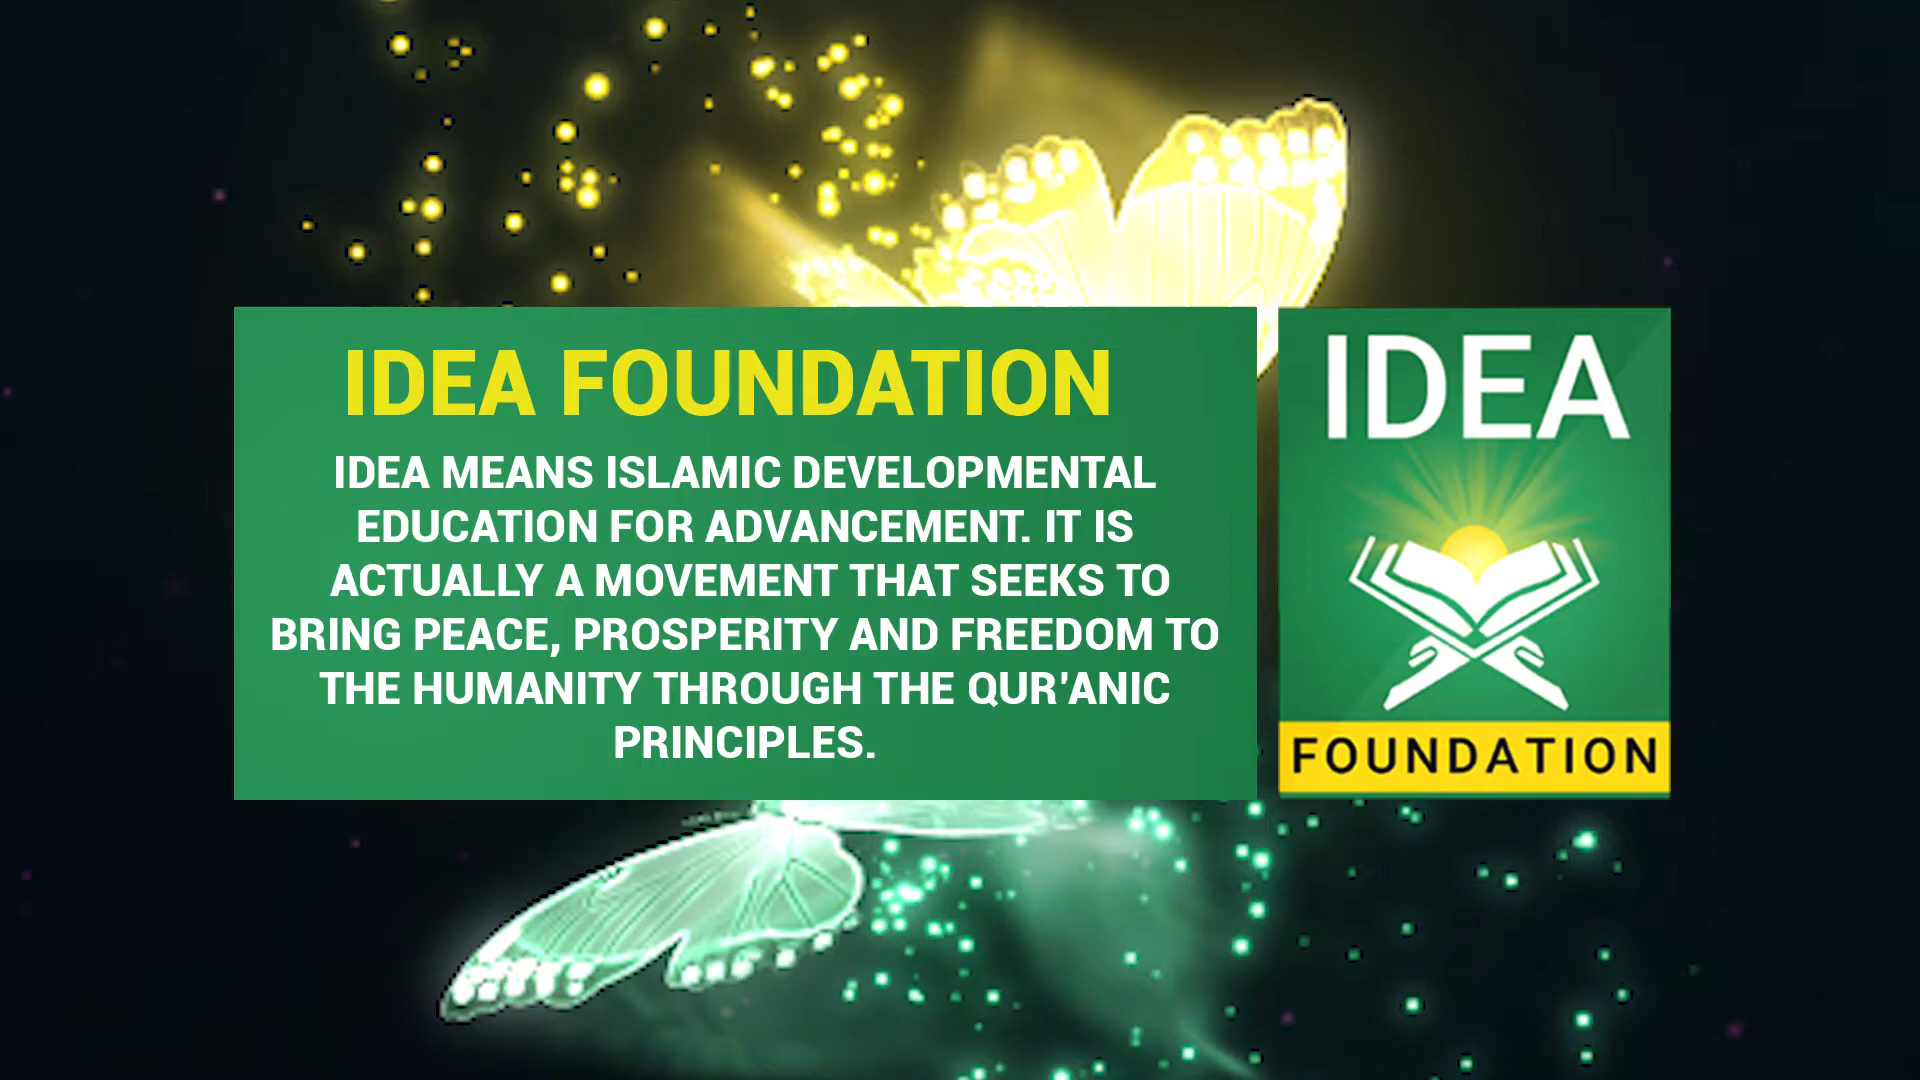 IDEA FOUNDATION
IDEA MEANS ISLAMIC DEVELOPMENTAL
EDUCATION FOR ADVANCEMENT. IT IS
ACTUALLY A MOVEMENT THAT SEEKS TO
BRING PEACE, PROSPERITY AND FREEDOM TO
THE HUMANITY THROUGH THE QUR'ANIC
PRINCIPLES.
IDEA
FOUNDATION